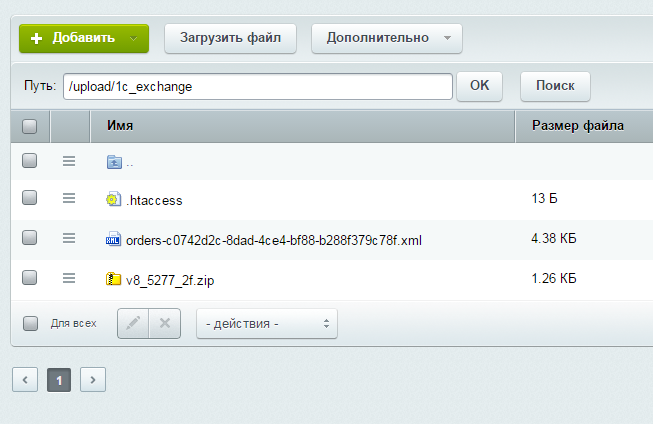 Добавить Загрузить файл Дополнительно
Путь: /upload/1c_exchange OK Поиск
Имя Размер файла
..
.htaccess 13 Б
orders-c0742d2c-8dad-4ce4-bf88-b288f379c78f.xml 4.38 КБ
v8_5277_2f.zip 1.26 КБ
Для всех - действия -
1